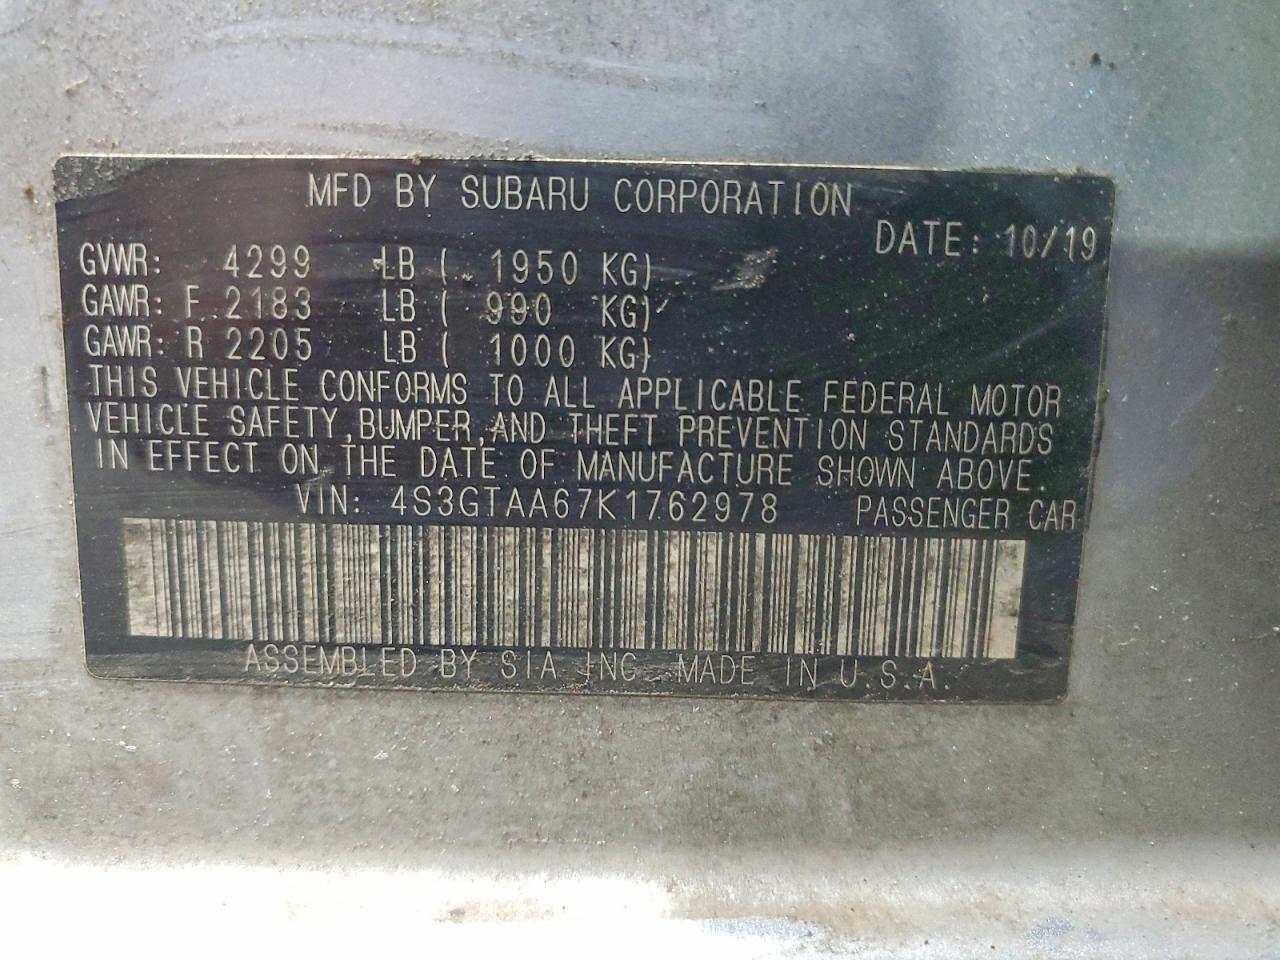 MFD BY SUBARU CORPORATION
DATE: 10/19
GVWR: 4299 LB ( 1950 KG)
GAWR: F 2183 LB ( 990 KG)
GAWR: R 2205 LB ( 1000 KG)
THIS VEHICLE CONFORMS TO ALL APPLICABLE FEDERAL MOTOR
VEHICLE SAFETY,BUMPER,AND THEFT PREVENTION STANDARDS
IN EFFECT ON THE DATE OF MANUFACTURE SHOWN ABOVE.
VIN: 4S3GTAA67K1762978 PASSENGER CAR
ASSEMBLED BY SIA INC. MADE IN U.S.A.